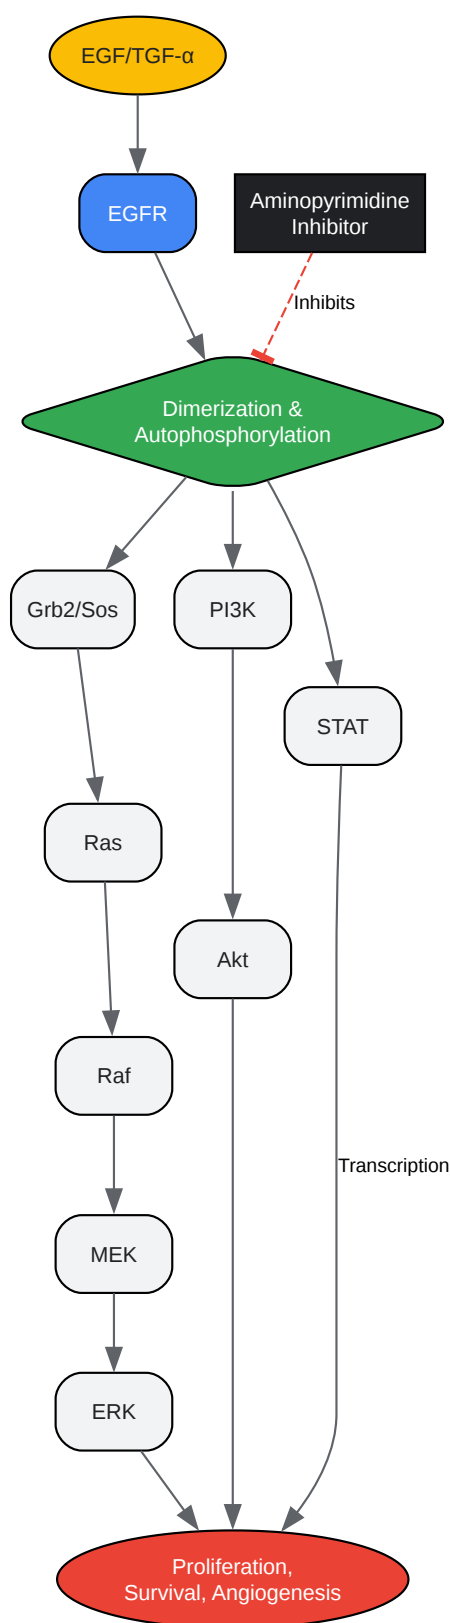 EGF/TGF-α
EGFR
Aminopyrimidine
Inhibitor
Inhibits
Dimerization &
Autophosphorylation
Grb2/Sos
PI3K
STAT
Ras
Akt
Raf
Transcription
MEK
ERK
Proliferation,
Survival, Angiogenesis